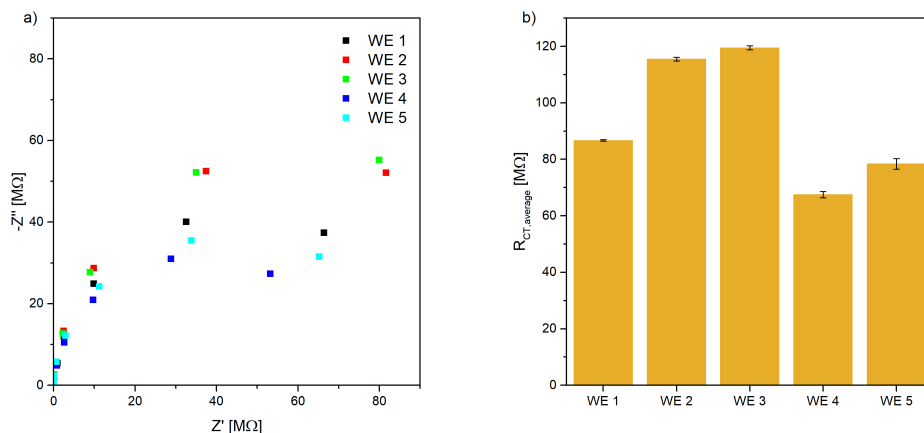 a)
-Z'' [MΩ]
80
60
40
20
0
0 20 40 60 80
Z' [MΩ]
WE 1
WE 2
WE 3
WE 4
WE 5
b)
R_CT,average [MΩ]
120
100
80
60
40
20
0
WE 1 WE 2 WE 3 WE 4 WE 5